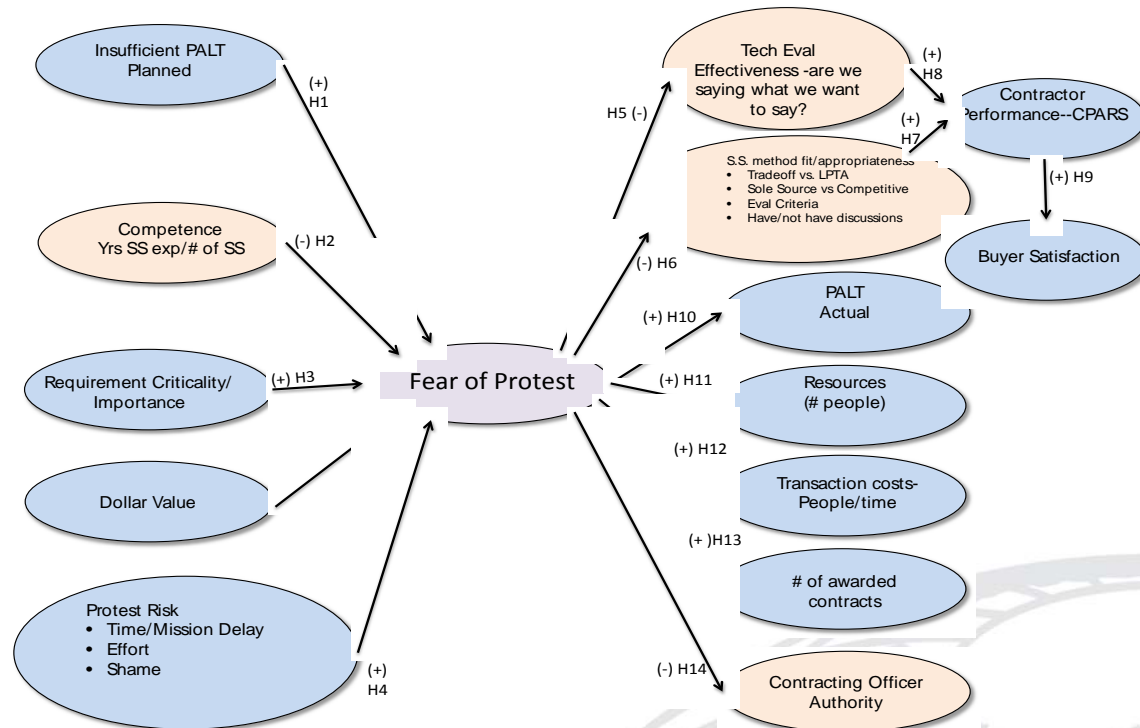 Insufficient PALT
Planned
(+)
H1
Competence
Yrs SS exp/# of SS
(-) H2
Requirement Criticality/
Importance
(+) H3
Dollar Value
Protest Risk
• Time/Mission Delay
• Effort
• Shame
(+)
H4
Fear of Protest
H5 (-)
(-) H6
Tech Eval
Effectiveness -are we
saying what we want
to say?
(+)
H8
(+)
H7
S.S. method fit/appropriateness
• Tradeoff vs. LPTA
• Sole Source vs Competitive
• Eval Criteria
• Have/not have discussions
Contractor
Performance--CPARS
(+) H9
Buyer Satisfaction
(+) H10
PALT
Actual
(+) H11
Resources
(# people)
(+) H12
Transaction costs-
People/time
(+ )H13
# of awarded
contracts
(-) H14
Contracting Officer
Authority